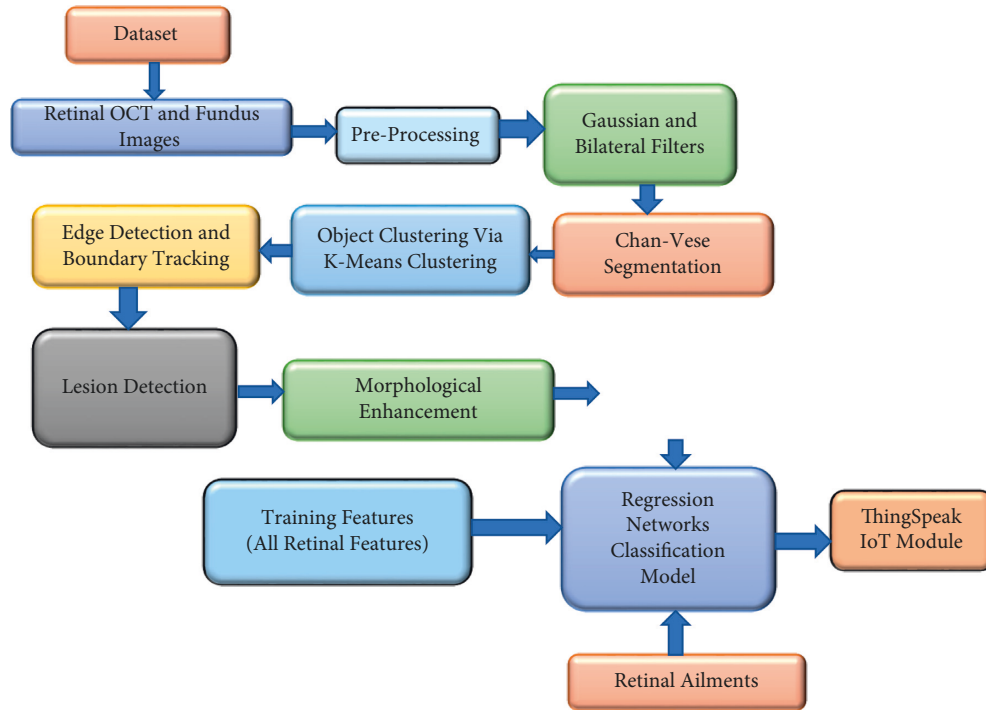 Dataset
Retinal OCT and Fundus
Images
Pre-Processing
Gaussian and
Bilateral Filters
Chan-Vese
Segmentation
Object Clustering Via
K-Means Clustering
Edge Detection and
Boundary Tracking
Lesion Detection
Morphological
Enhancement
Training Features
(All Retinal Features)
Regression
Networks
Classification
Model
ThingSpeak
IoT Module
Retinal Ailments